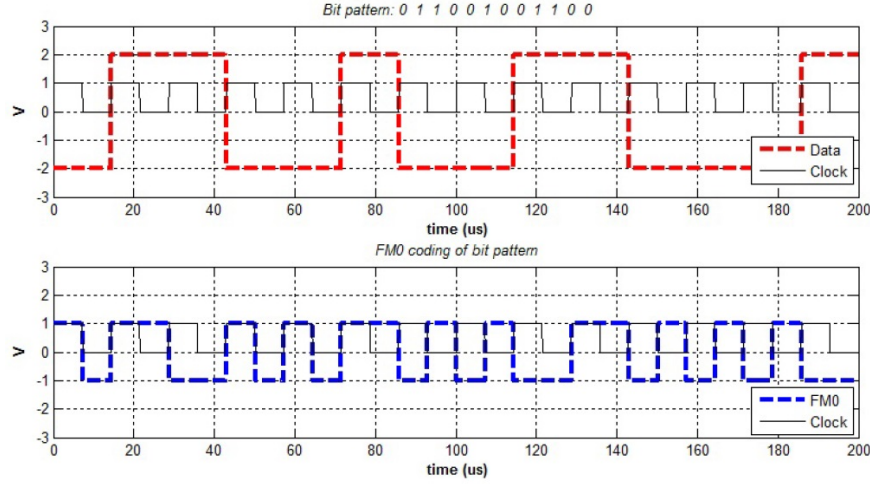 Bit pattern: 0 1 1 0 0 1 0 0 1 1 0 0
3
2
1
0
-1
-2
-3
V
Data
Clock
0 20 40 60 80 100 120 140 160 180 200
time (us)
FM0 coding of bit pattern
3
2
1
0
-1
-2
-3
V
FM0
Clock
0 20 40 60 80 100 120 140 160 180 200
time (us)